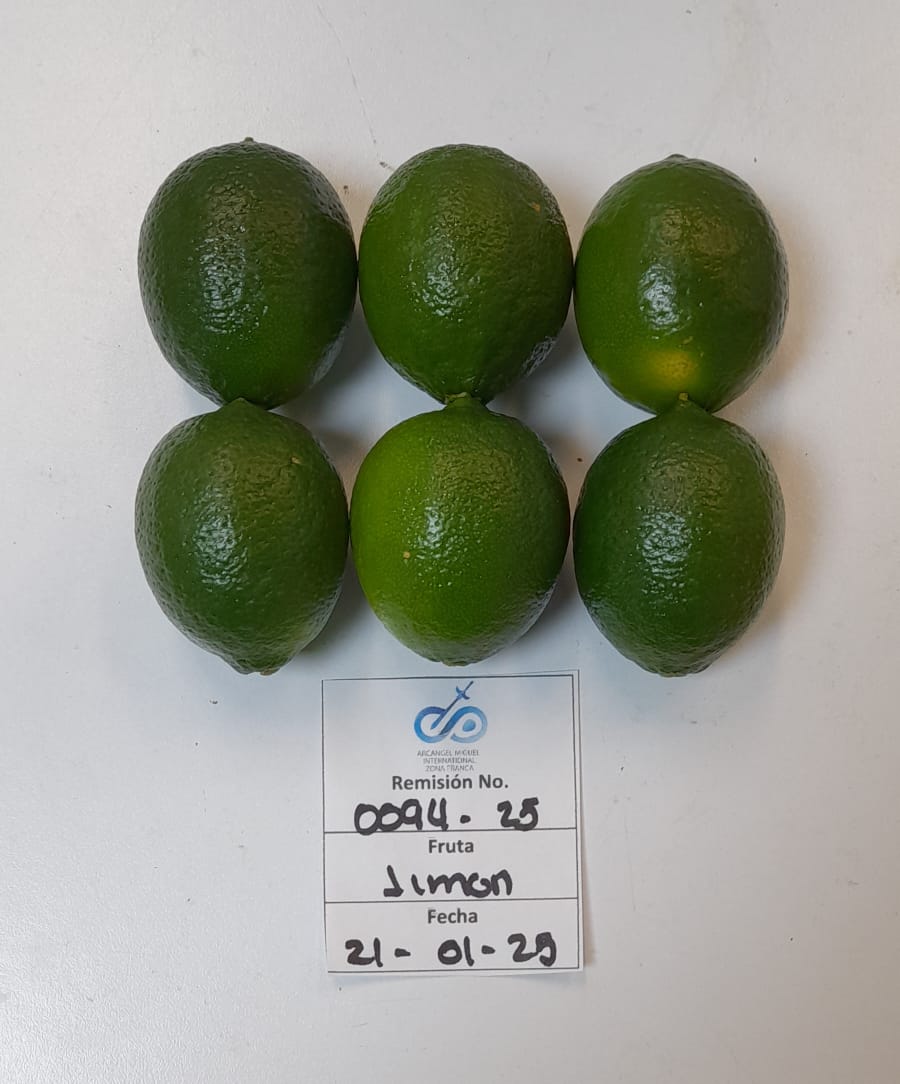 ARCANGEL MIGUEL
INTERNATIONAL
ZONA FRANCA
Remisión No.
0094 - 25
Fruta
Limon
Fecha
21 - 01 - 25